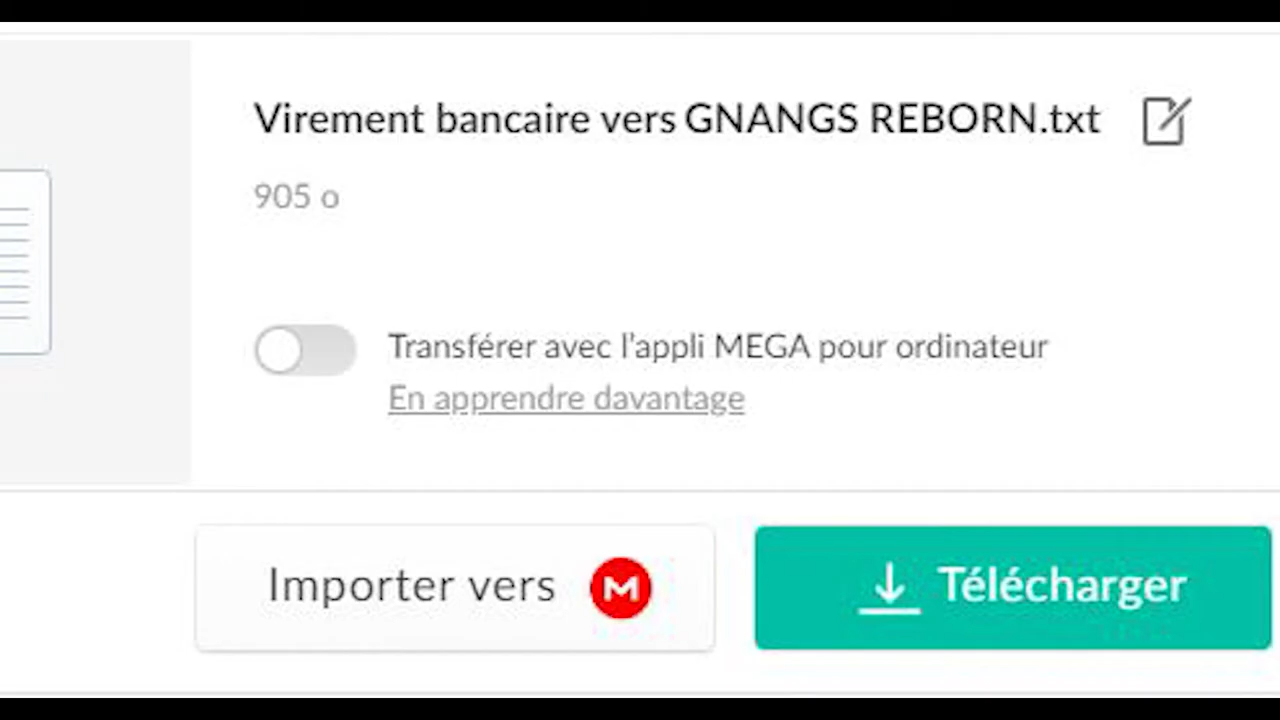 Virement bancaire vers GNANGS REBORN.txt
905 o
Transférer avec l'appli MEGA pour ordinateur
En apprendre davantage
Importer vers M
Télécharger